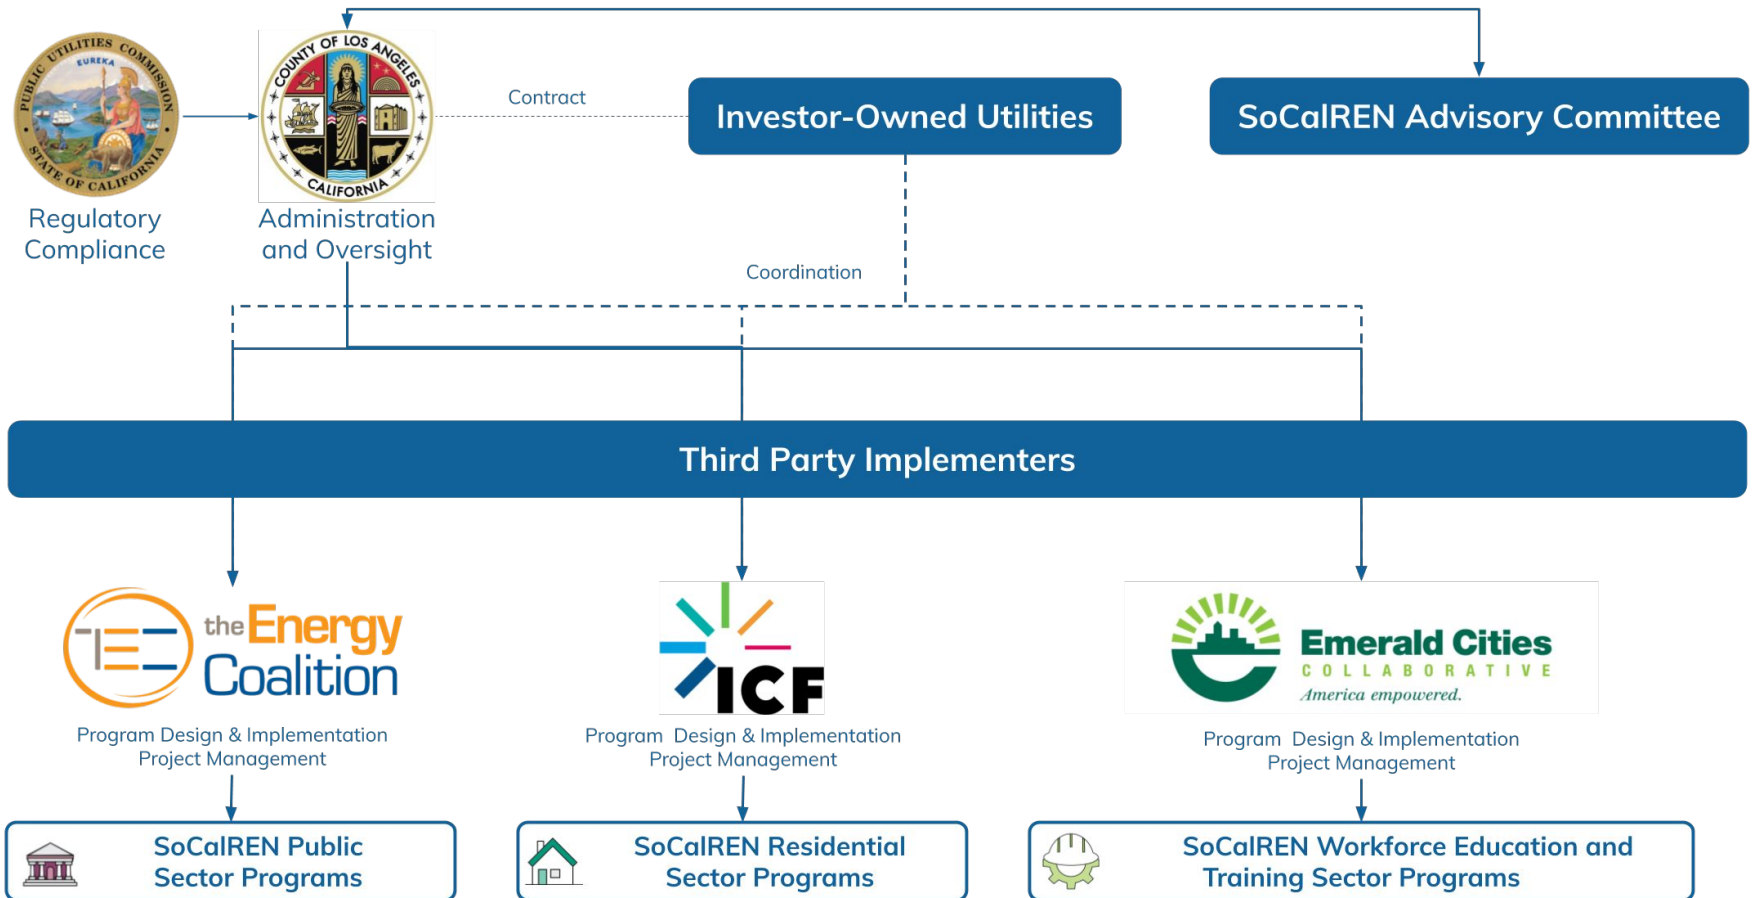 PUBLIC UTILITIES COMMISSION
EUREKA
STATE OF CALIFORNIA
COUNTY OF LOS ANGELES
CALIFORNIA
Contract
Investor-Owned Utilities
SoCalREN Advisory Committee
Regulatory
Compliance
Administration
and Oversight
Coordination
Third Party Implementers
TEC
the Energy
Coalition
ICF
Emerald Cities
COLLABORATIVE
America empowered.
Program Design & Implementation
Project Management
Program Design & Implementation
Project Management
Program Design & Implementation
Project Management
SoCalREN Public
Sector Programs
SoCalREN Residential
Sector Programs
SoCalREN Workforce Education and
Training Sector Programs